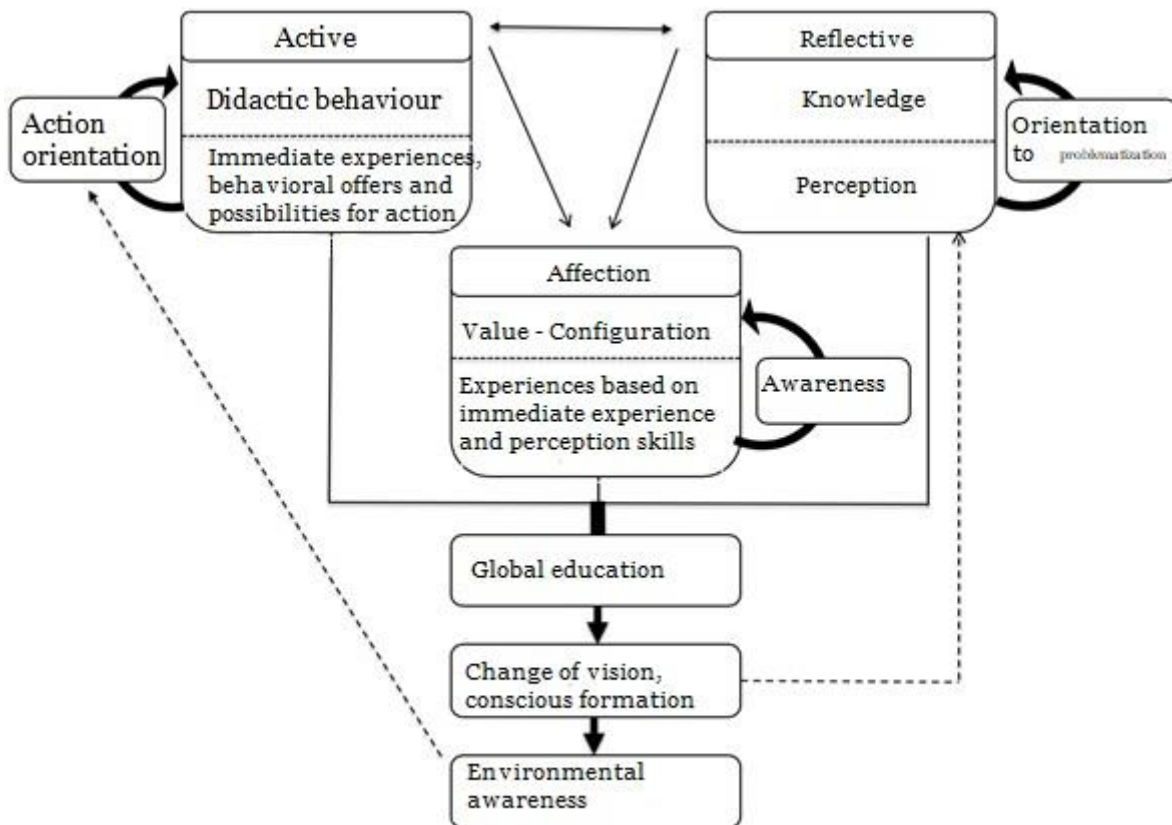 Active
Didactic behaviour
Immediate experiences,
behavioral offers and
possibilities for action
Action
orientation
Reflective
Knowledge
Perception
Orientation
to problematization
Affection
Value - Configuration
Experiences based on
immediate experience
and perception skills
Awareness
Global education
Change of vision,
conscious formation
Environmental
awareness